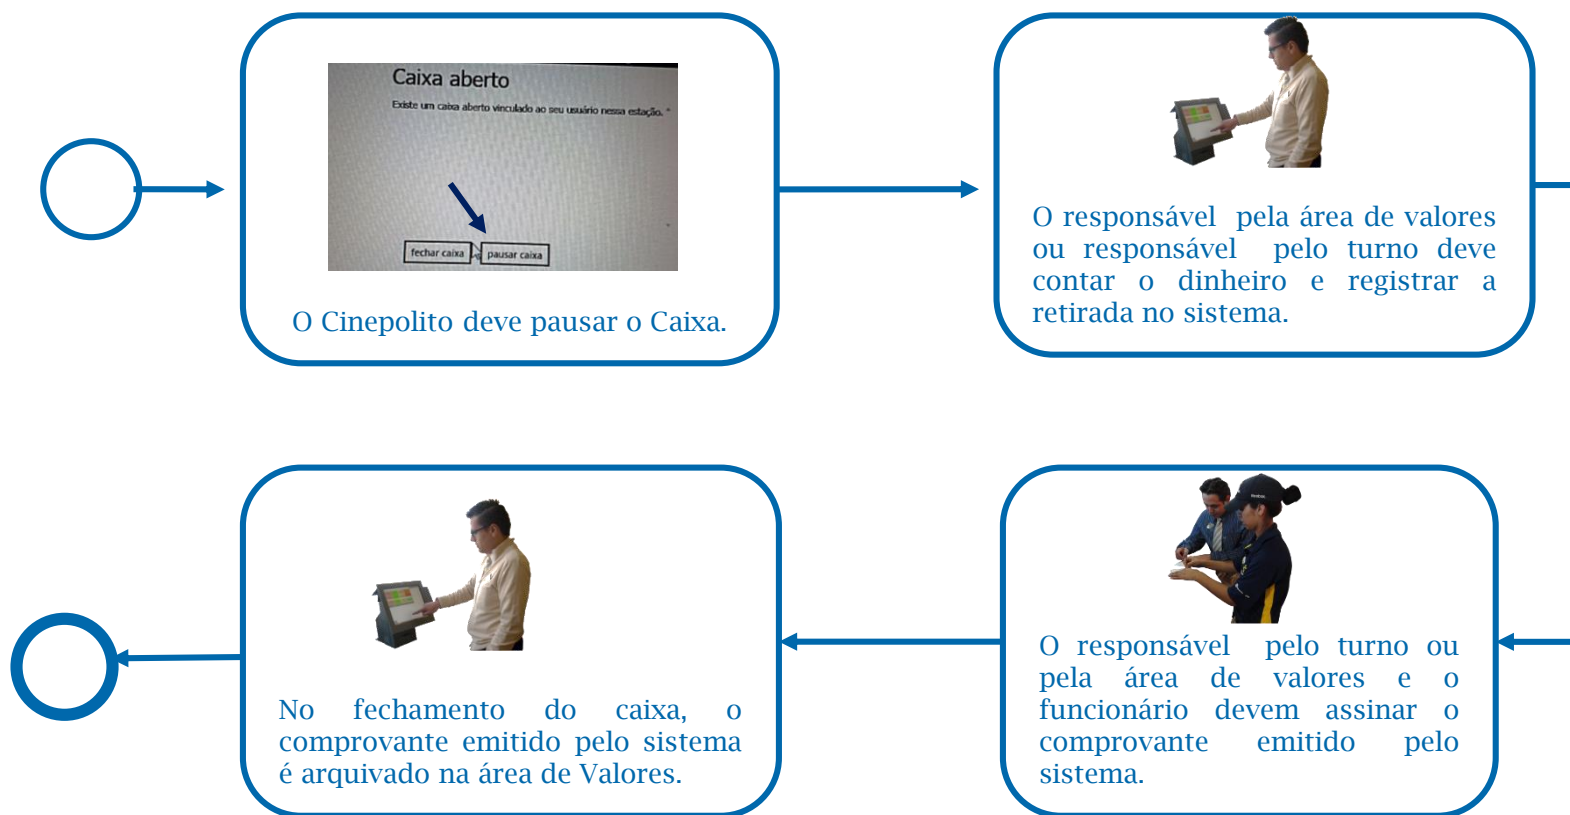 Caixa aberto
Existe um caixa aberto vinculado ao seu usuário nessa estação.
fechar caixa
pausar caixa
O Cinepolito deve pausar o Caixa.
O responsável pela área de valores
ou responsável pelo turno deve
contar o dinheiro e registrar a
retirada no sistema.
No fechamento do caixa, o
comprovante emitido pelo sistema
é arquivado na área de Valores.
O responsável pelo turno ou
pela área de valores e o
funcionário devem assinar o
comprovante emitido pelo
sistema.